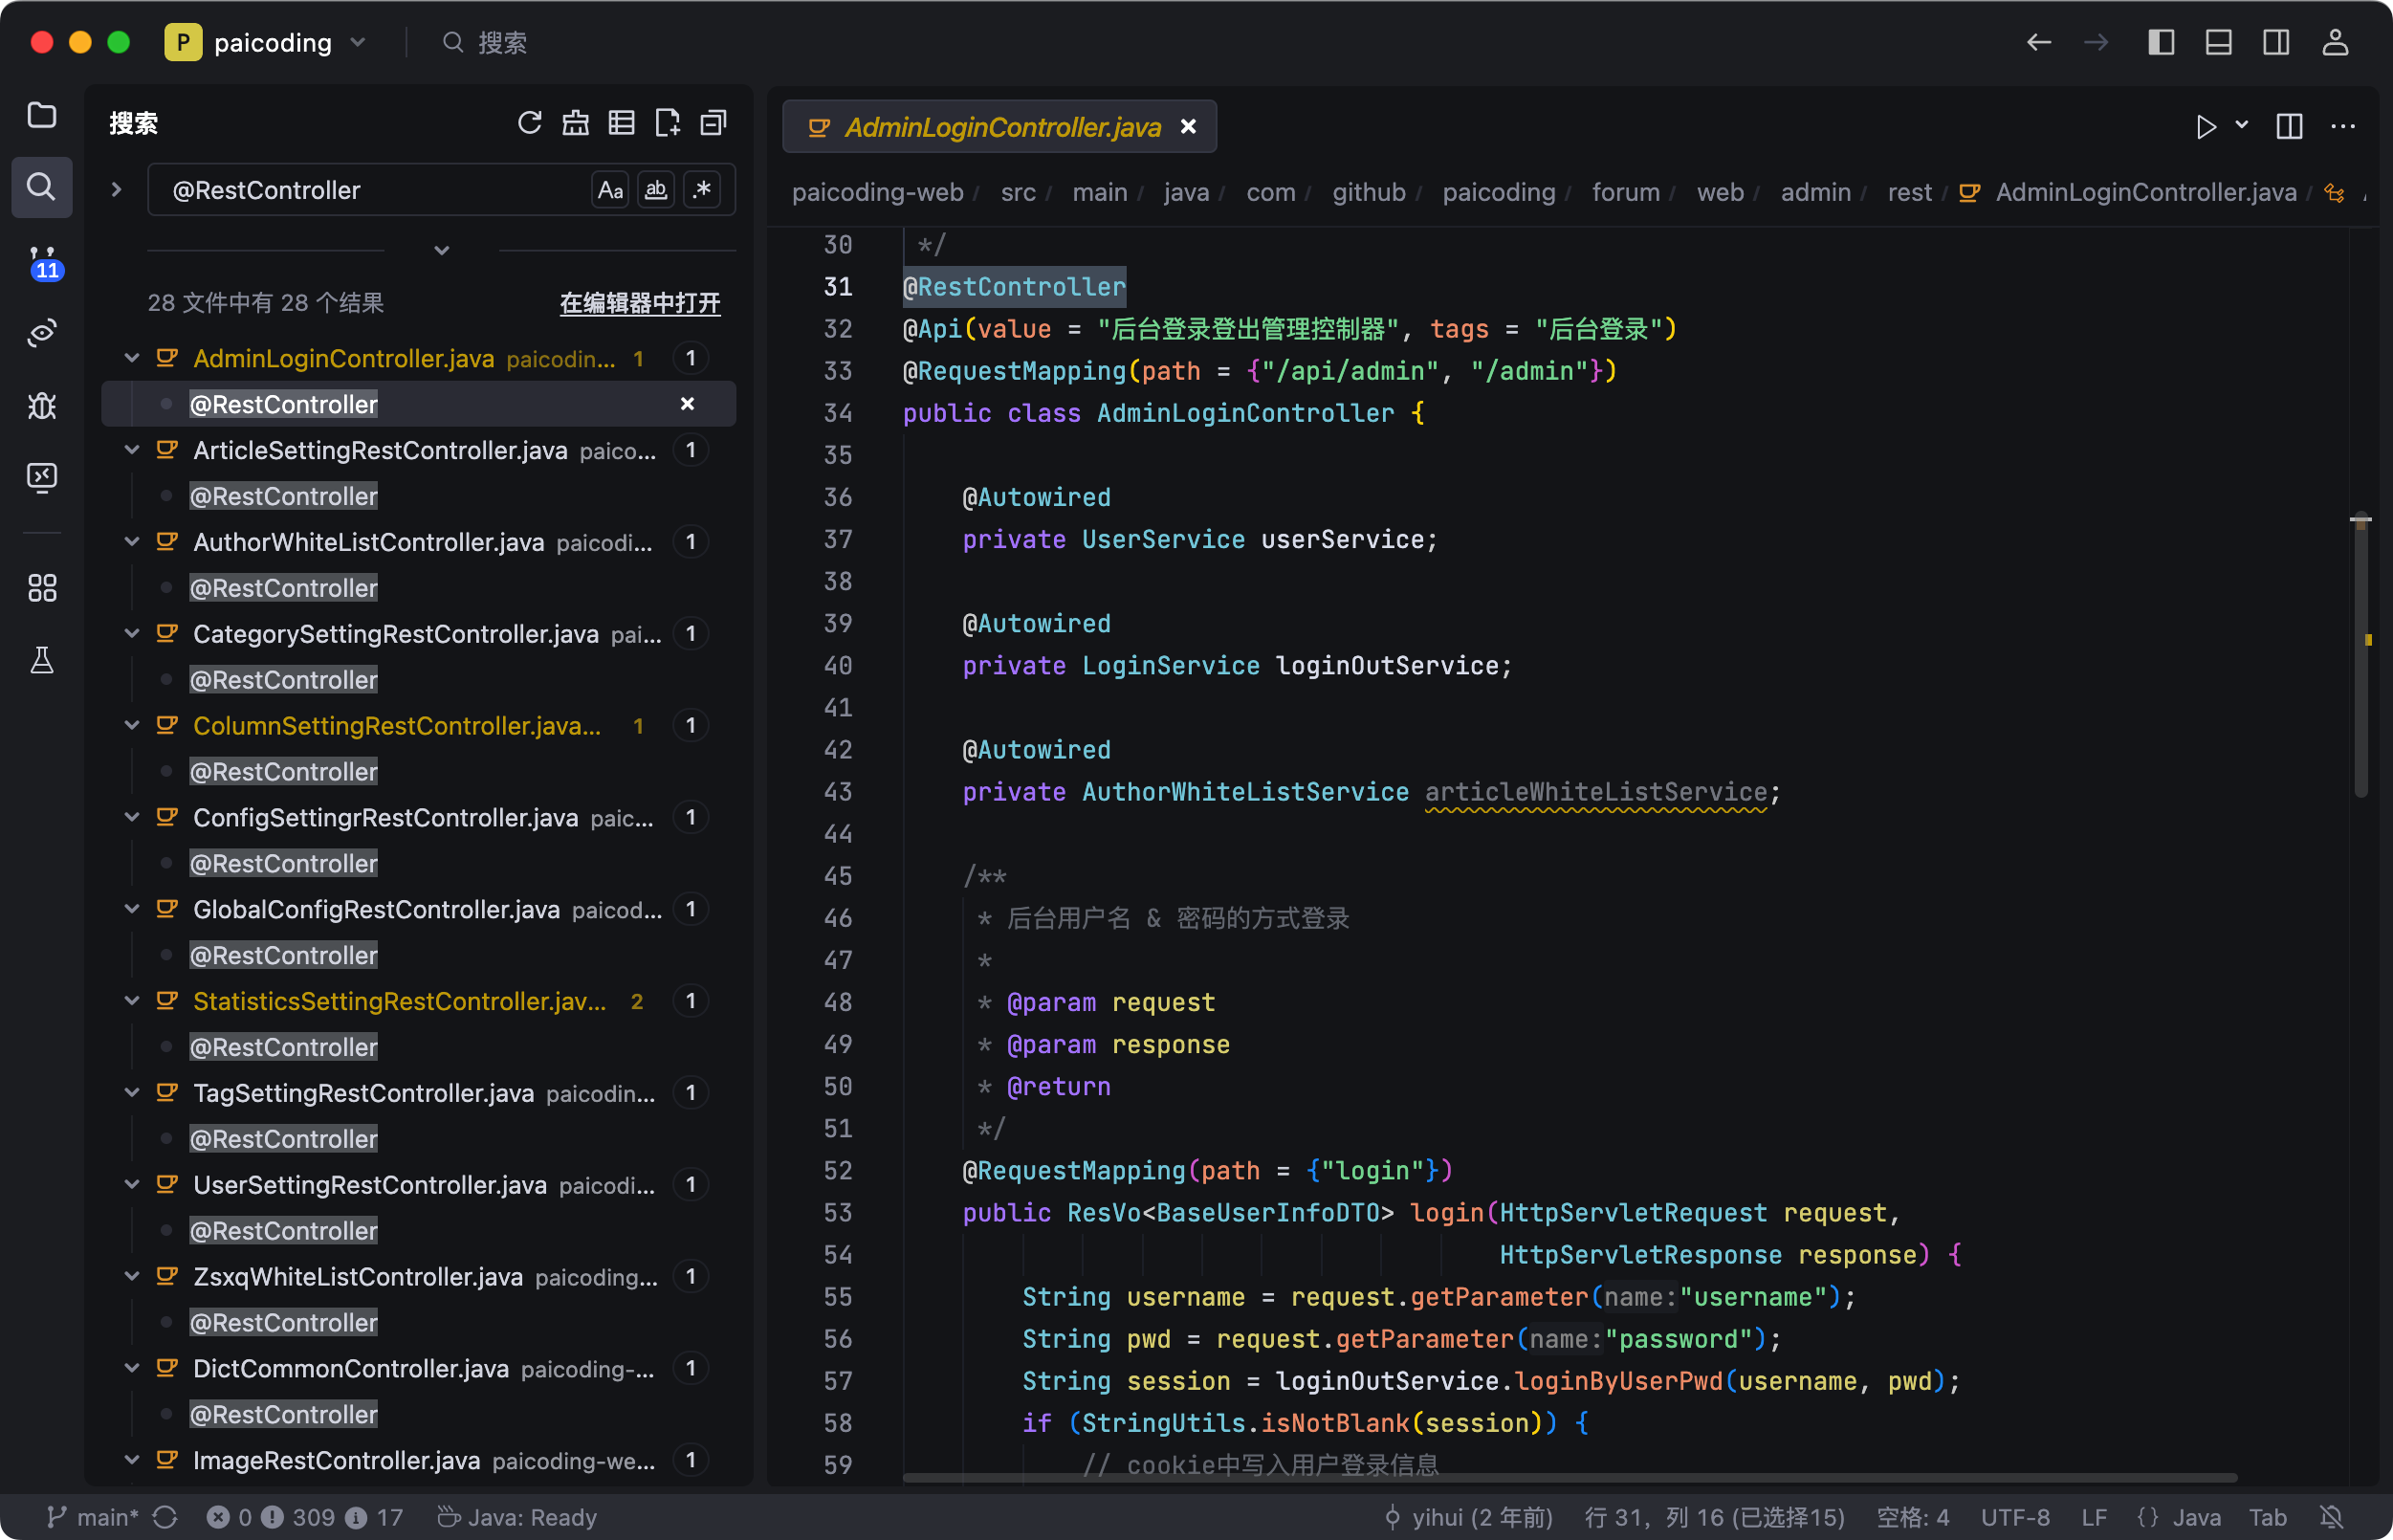 P paicoding 搜索
搜索
@RestController Aa ab .*
28 文件中有 28 个结果 在编辑器中打开
AdminLoginController.java paicodin... 1 1
@RestController
ArticleSettingRestController.java paico... 1
@RestController
AuthorWhiteListController.java paicodi... 1
@RestController
CategorySettingRestController.java pai... 1
@RestController
ColumnSettingRestController.java... 1 1
@RestController
ConfigSettingrRestController.java paic... 1
@RestController
GlobalConfigRestController.java paicod... 1
@RestController
StatisticsSettingRestController.jav... 2 1
@RestController
TagSettingRestController.java paicodin... 1
@RestController
UserSettingRestController.java paicodi... 1
@RestController
ZsxqWhiteListController.java paicoding... 1
@RestController
DictCommonController.java paicoding-... 1
@RestController
ImageRestController.java paicoding-we... 1
11
AdminLoginController.java
paicoding-web / src / main / java / com / github / paicoding / forum / web / admin / rest / AdminLoginController.java /
30 */
31 @RestController
32 @Api(value = "后台登录登出管理控制器", tags = "后台登录")
33 @RequestMapping(path = {"/api/admin", "/admin"})
34 public class AdminLoginController {
35
36 @Autowired
37 private UserService userService;
38
39 @Autowired
40 private LoginService loginOutService;
41
42 @Autowired
43 private AuthorWhiteListService articleWhiteListService;
44
45 /**
46 * 后台用户名 & 密码的方式登录
47 *
48 * @param request
49 * @param response
50 * @return
51 */
52 @RequestMapping(path = {"login"})
53 public ResVo<BaseUserInfoDTO> login(HttpServletRequest request,
54 HttpServletResponse response) {
55 String username = request.getParameter(name:"username");
56 String pwd = request.getParameter(name:"password");
57 String session = loginOutService.loginByUserPwd(username, pwd);
58 if (StringUtils.isNotBlank(session)) {
59 // cookie中写入用户登录信息
main* 0 309 17 Java: Ready yihui (2 年前) 行 31, 列 16 (已选择15) 空格: 4 UTF-8 LF {} Java Tab